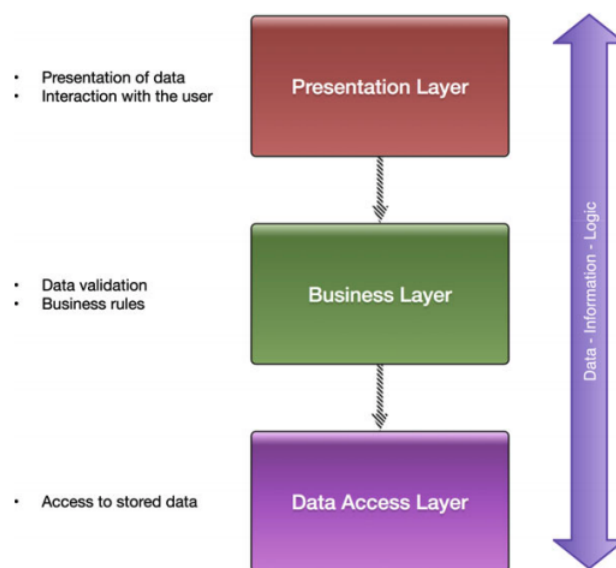 • Presentation of data
• Interaction with the user
Presentation Layer
• Data validation
• Business rules
Business Layer
• Access to stored data
Data Access Layer
Data - Information - Logic